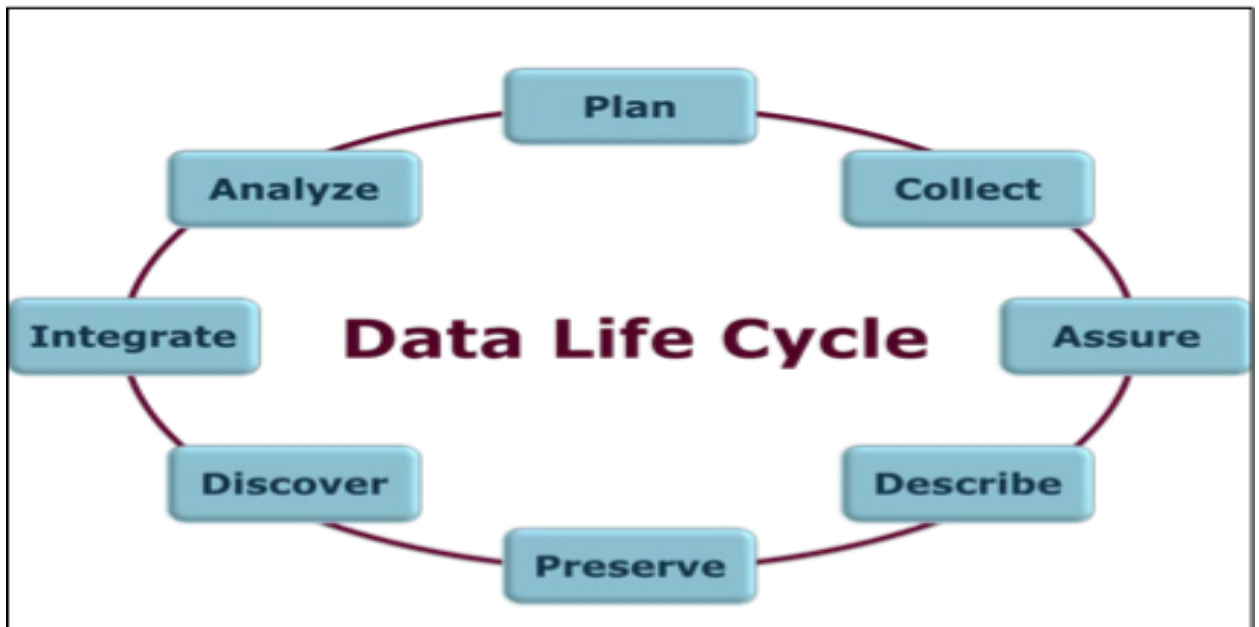 Plan
Analyze
Collect
Integrate
Data Life Cycle
Assure
Discover
Describe
Preserve